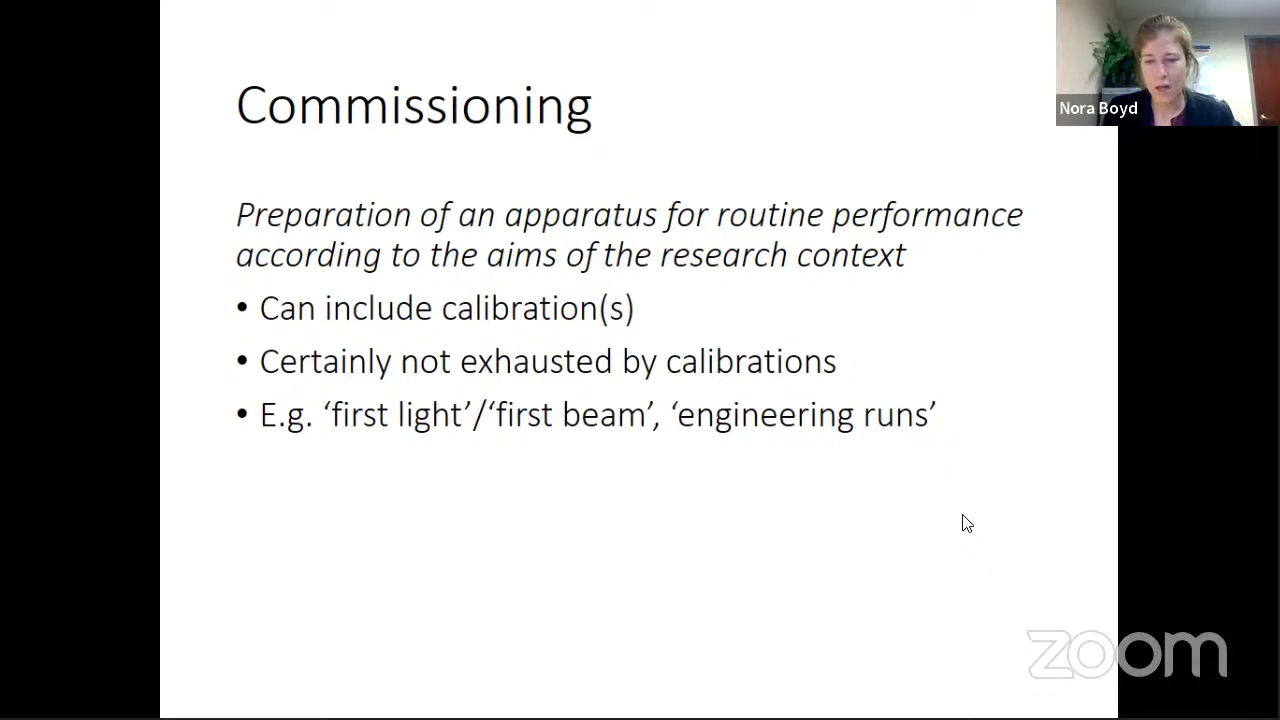 Commissioning
Nora Boyd
Preparation of an apparatus for routine performance
according to the aims of the research context
• Can include calibration(s)
• Certainly not exhausted by calibrations
• E.g. ‘first light’/‘first beam’, ‘engineering runs’
zoom